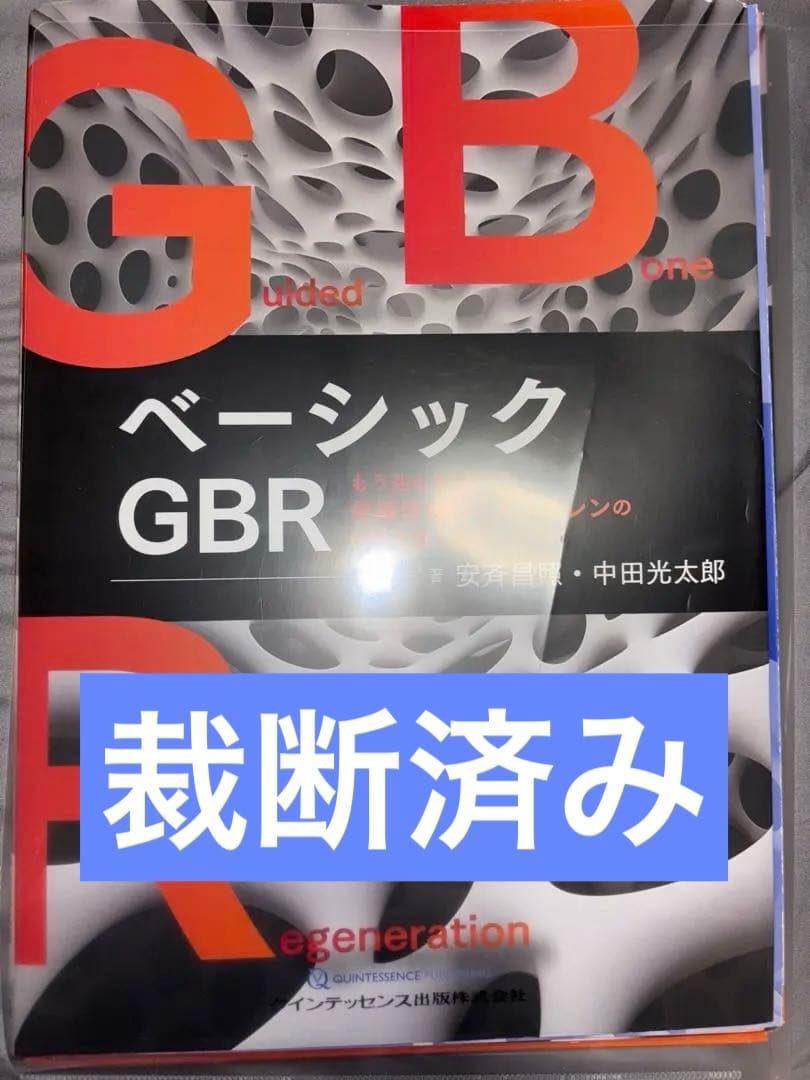 G
uided
B
one
ベーシック
GBR
もう
レンの
著 安斉昌照・中田光太郎
裁断済み
R
egeneration
QUINTESSENCE PUBLISHING
クインテッセンス出版株式会社